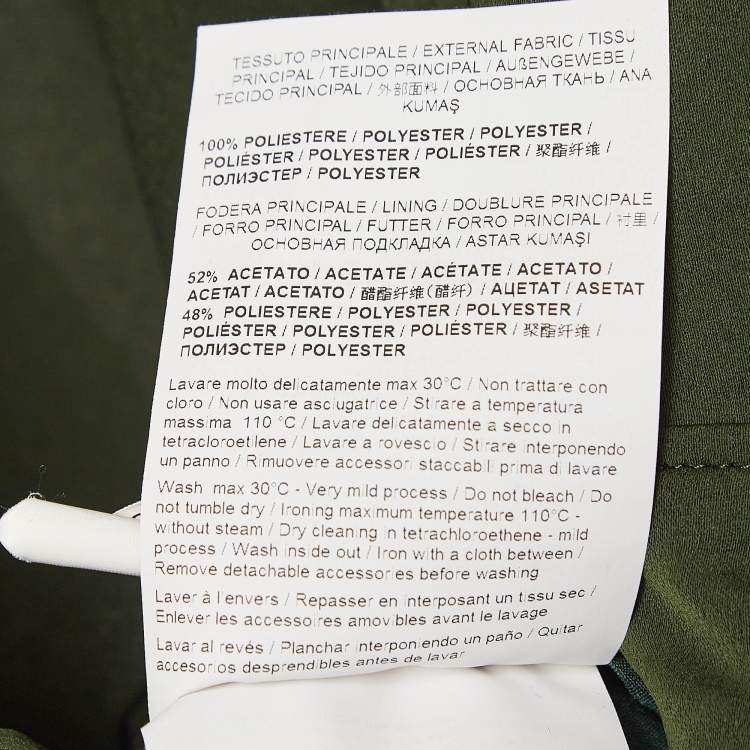 TESSUTO PRINCIPALE / EXTERNAL FABRIC / TISSU
PRINCIPAL / TEJIDO PRINCIPAL / AUßENGEWEBE /
TECIDO PRINCIPAL / 外部面料 / ОСНОВНАЯ ТКАНЬ / ANA
KUMAŞ
100% POLIESTERE / POLYESTER / POLYESTER /
POLIÉSTER / POLYESTER / POLIÉSTER / 聚酯纤维 /
ПОЛИЭСТЕР / POLYESTER
FODERA PRINCIPALE / LINING / DOUBLURE PRINCIPALE
/ FORRO PRINCIPAL / FUTTER / FORRO PRINCIPAL / 衬里 /
ОСНОВНАЯ ПОДКЛАДКА / ASTAR KUMAŞI
52% ACETATO / ACETATE / ACÉTATE / ACETATO /
ACETAT / ACETATO / 醋酯纤维(醋纤) / АЦЕТАТ / ASETAT
48% POLIESTERE / POLYESTER / POLYESTER /
POLIÉSTER / POLYESTER / POLIÉSTER / 聚酯纤维 /
ПОЛИЭСТЕР / POLYESTER
Lavare molto delicatamente max 30°C / Non trattare con
cloro / Non usare asciugatrice / Stirare a temperatura
massima 110 °C / Lavare delicatamente a secco in
tetracloroetilene / Lavare a rovescio / Stirare interponendo
un panno / Rimuovere accessori staccabili prima di lavare
Wash max 30°C - Very mild process / Do not bleach / Do
not tumble dry / Ironing maximum temperature 110°C -
without steam / Dry cleaning in tetrachloroethene - mild
process / Wash inside out / Iron with a cloth between /
Remove detachable accessories before washing
Laver à l'envers / Repasser en interposant un tissu sec /
Enlever les accessoires amovibles avant le lavage
Lavar al revés / Planchar interponiendo un paño / Quitar
accesorios desprendibles antes de lavar